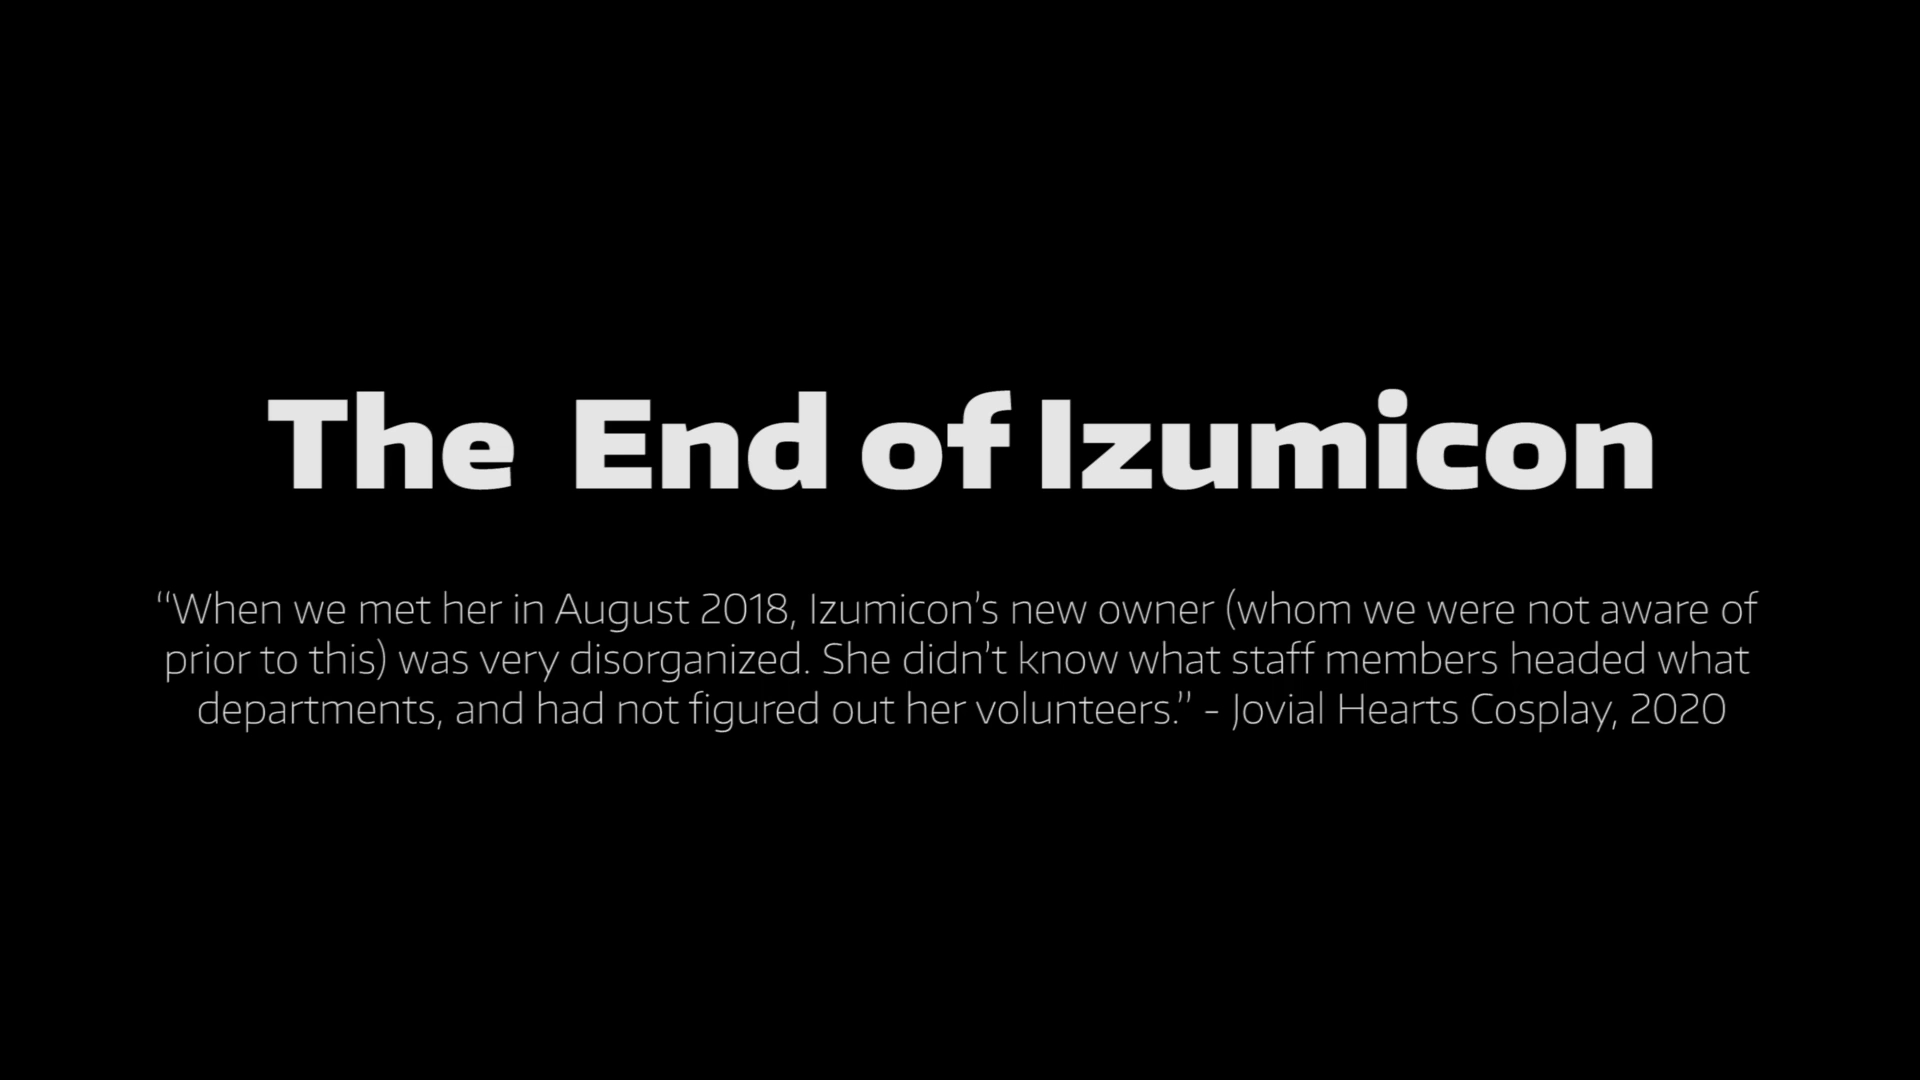 The End of Izumicon
“When we met her in August 2018, Izumicon’s new owner (whom we were not aware of
prior to this) was very disorganized. She didn’t know what staff members headed what
departments, and had not figured out her volunteers.” - Jovial Hearts Cosplay, 2020